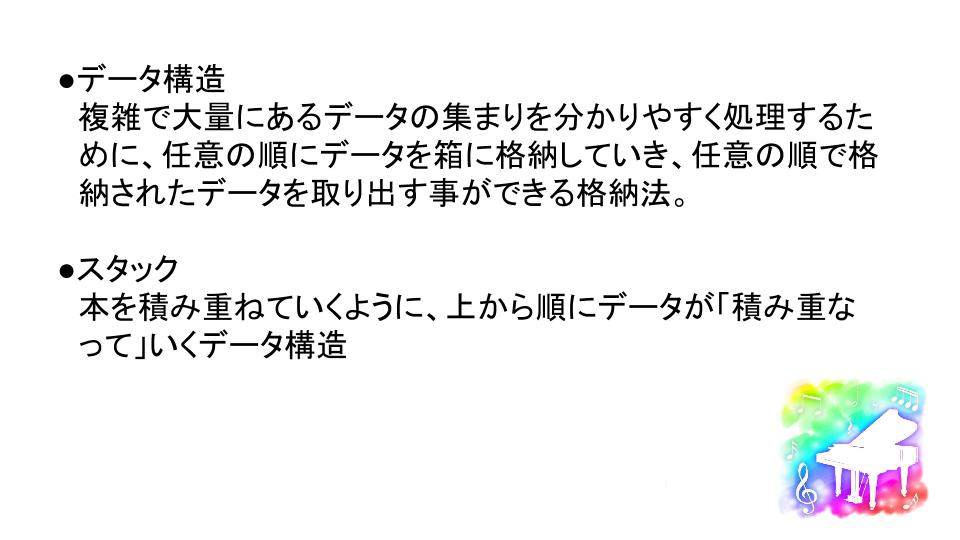 ●データ構造
複雑で大量にあるデータの集まりを分かりやすく処理するた
めに、任意の順にデータを箱に格納していき、任意の順で格
納されたデータを取り出す事ができる格納法。
●スタック
本を積み重ねていくように、上から順にデータが「積み重な
って」いくデータ構造